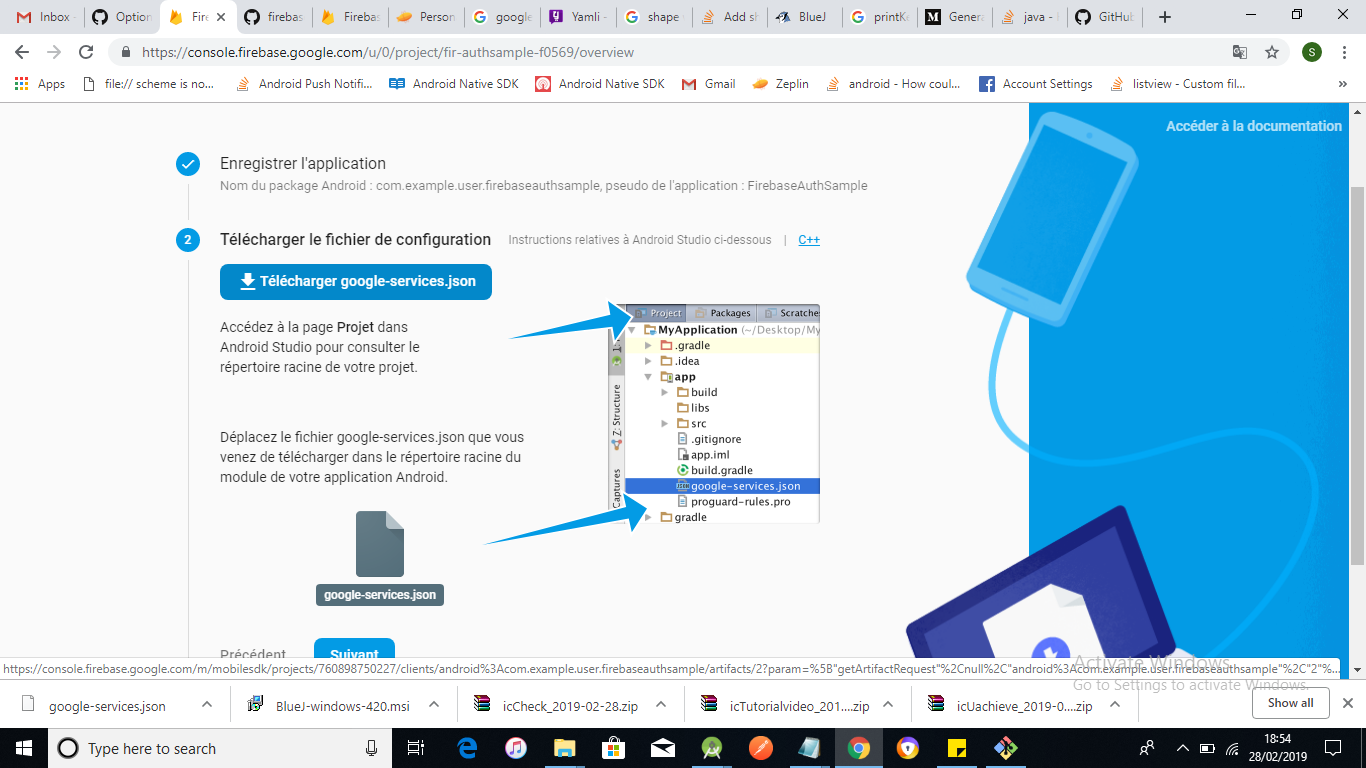 Inbox
Option
Fire
firebas
Firebas
Person
google
Yamli -
shape
Add sh
BlueJ
printKe
Genera
java -
GitHub
https://console.firebase.google.com/u/0/project/fir-authsample-f0569/overview
S
Apps
file:// scheme is no...
Android Push Notifi...
Android Native SDK
Android Native SDK
Gmail
Zeplin
android - How coul...
Account Settings
listview - Custom fil...
»
Accéder à la documentation
Enregistrer l'application
Nom du package Android : com.example.user.firebaseauthsample, pseudo de l'application : FirebaseAuthSample
2 Télécharger le fichier de configuration Instructions relatives à Android Studio ci-dessous | C++
Télécharger google-services.json
Accédez à la page Projet dans
Android Studio pour consulter le
répertoire racine de votre projet.
Project Packages Scratches
MyApplication (~/Desktop/My
.gradle
.idea
app
build
libs
src
.gitignore
app.iml
build.gradle
google-services.json
proguard-rules.pro
gradle
Z: Structure
Captures
Déplacez le fichier google-services.json que vous
venez de télécharger dans le répertoire racine du
module de votre application Android.
google-services.json
Précédent Suivant
https://console.firebase.google.com/m/mobilesdk/projects/760898750227/clients/android%3Acom.example.user.firebaseauthsample/artifacts/2?param=%5B"getArtifactRequest"%2Cnull%2C"android%3Acom.example.user.firebaseauthsample"%2C"2"%...
Activate Windows
Go to Settings to activate Windows.
google-services.json
BlueJ-windows-420.msi
icCheck_2019-02-28.zip
icTutorialvideo_201....zip
icUachieve_2019-0....zip
Show all
Type here to search
18:54
28/02/2019